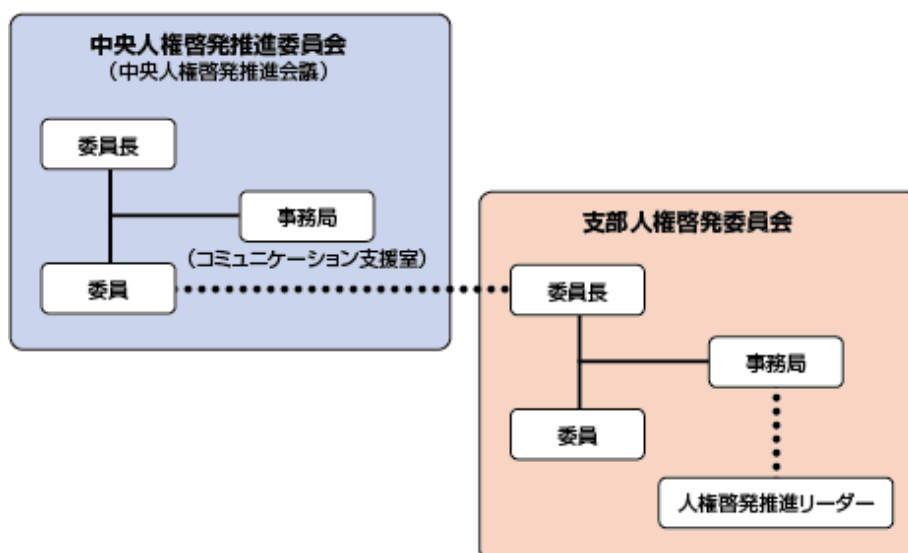 中央人権啓発推進委員会
（中央人権啓発推進会議）
委員長
事務局
（コミュニケーション支援室）
委員
支部人権啓発委員会
委員長
事務局
委員
人権啓発推進リーダー